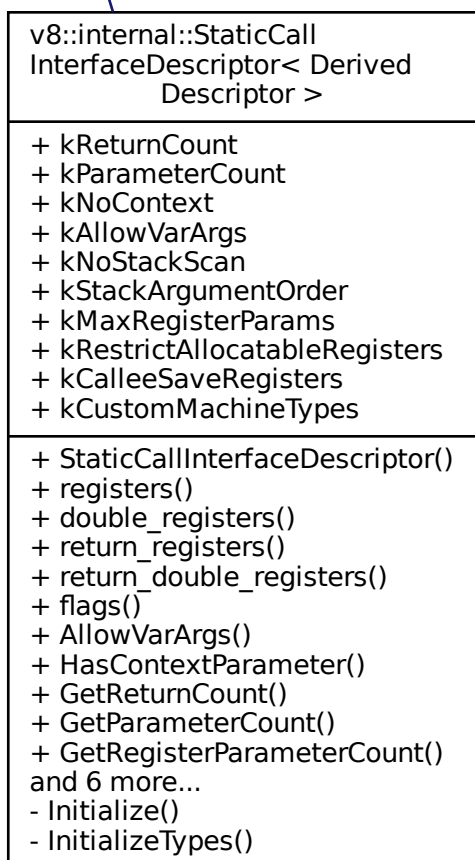 v8::internal::StaticCall
InterfaceDescriptor< Derived
Descriptor >
+ kReturnCount
+ kParameterCount
+ kNoContext
+ kAllowVarArgs
+ kNoStackScan
+ kStackArgumentOrder
+ kMaxRegisterParams
+ kRestrictAllocatableRegisters
+ kCalleeSaveRegisters
+ kCustomMachineTypes
+ StaticCallInterfaceDescriptor()
+ registers()
+ double_registers()
+ return_registers()
+ return_double_registers()
+ flags()
+ AllowVarArgs()
+ HasContextParameter()
+ GetReturnCount()
+ GetParameterCount()
+ GetRegisterParameterCount()
and 6 more...
- Initialize()
- InitializeTypes()